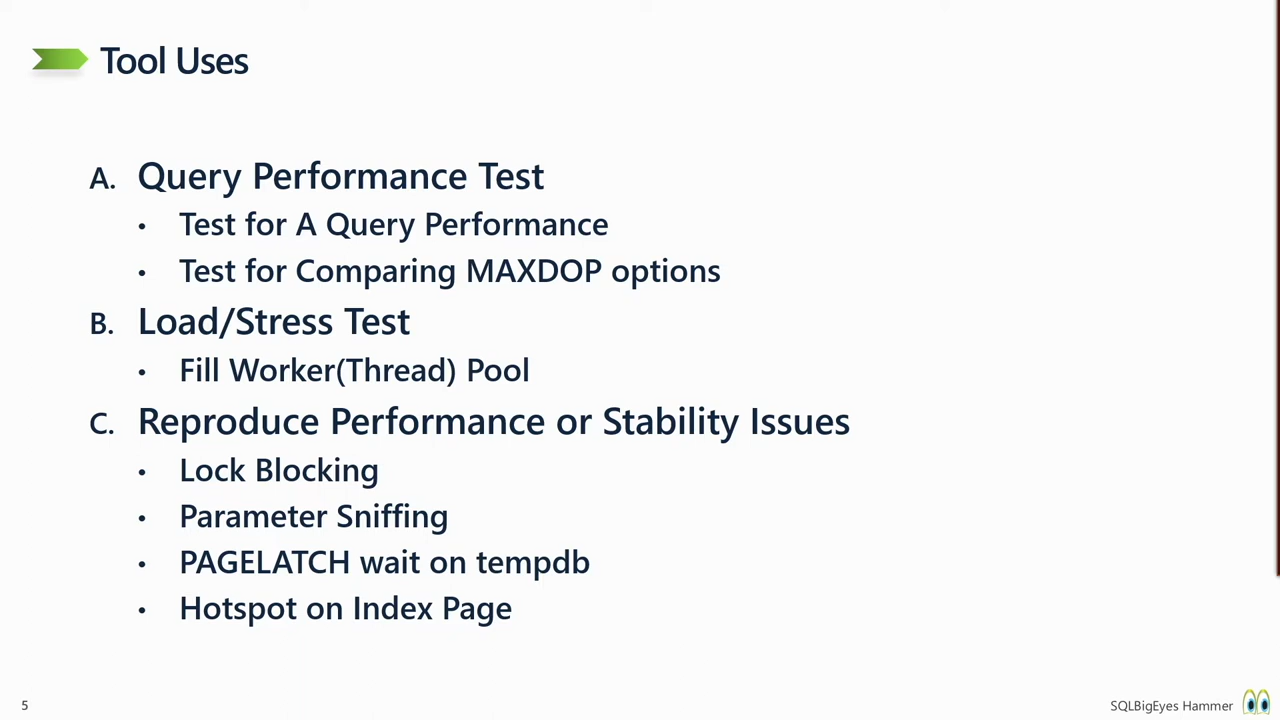 Tool Uses
A. Query Performance Test
• Test for A Query Performance
• Test for Comparing MAXDOP options
B. Load/Stress Test
• Fill Worker(Thread) Pool
C. Reproduce Performance or Stability Issues
• Lock Blocking
• Parameter Sniffing
• PAGELATCH wait on tempdb
• Hotspot on Index Page
5
SQLBigEyes Hammer